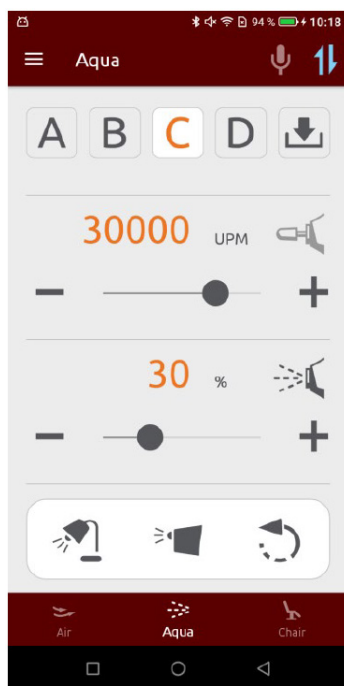 94 % 10:18
Aqua
A B C D
30000 UPM
30 %
Air Aqua Chair